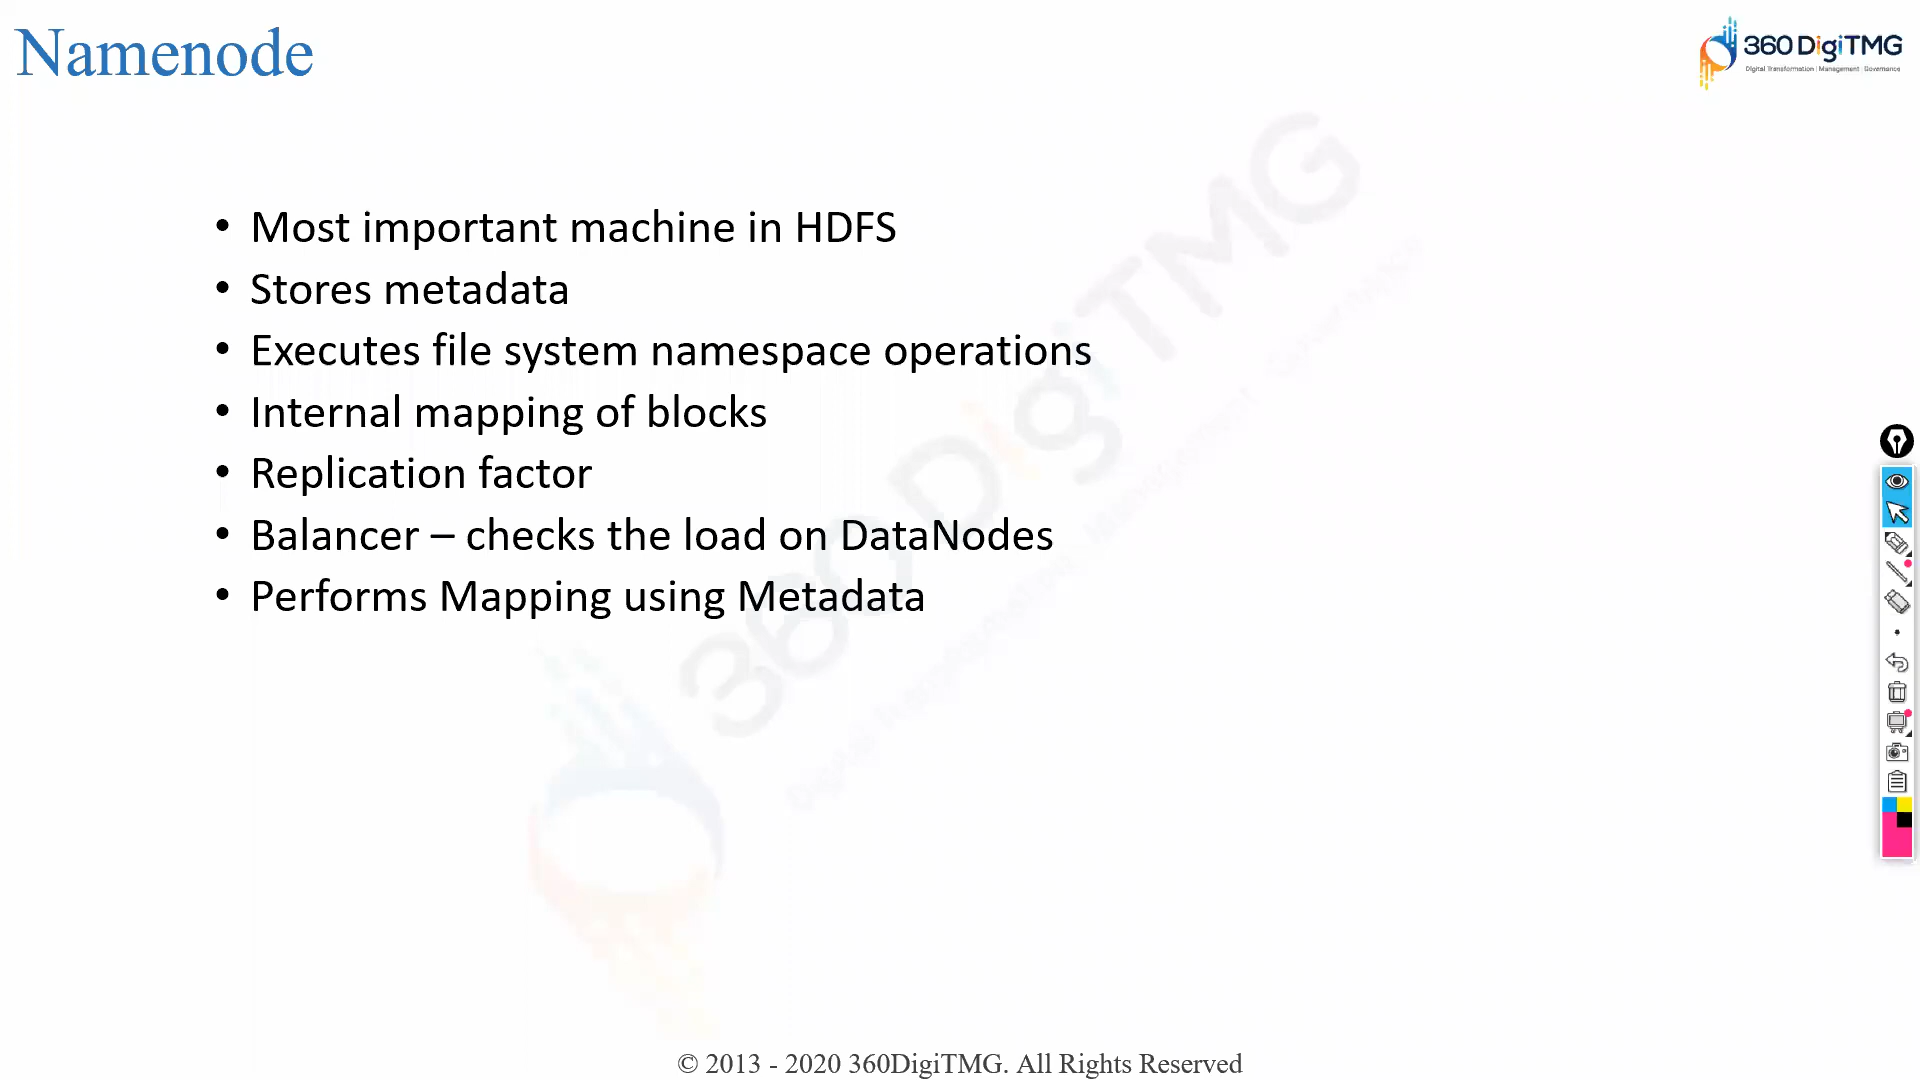 Namenode
360 DigiTMG
Digital Transformation | Management | Governance
• Most important machine in HDFS
• Stores metadata
• Executes file system namespace operations
• Internal mapping of blocks
• Replication factor
• Balancer – checks the load on DataNodes
• Performs Mapping using Metadata
360DigiTMG
© 2013 - 2020 360DigiTMG. All Rights Reserved